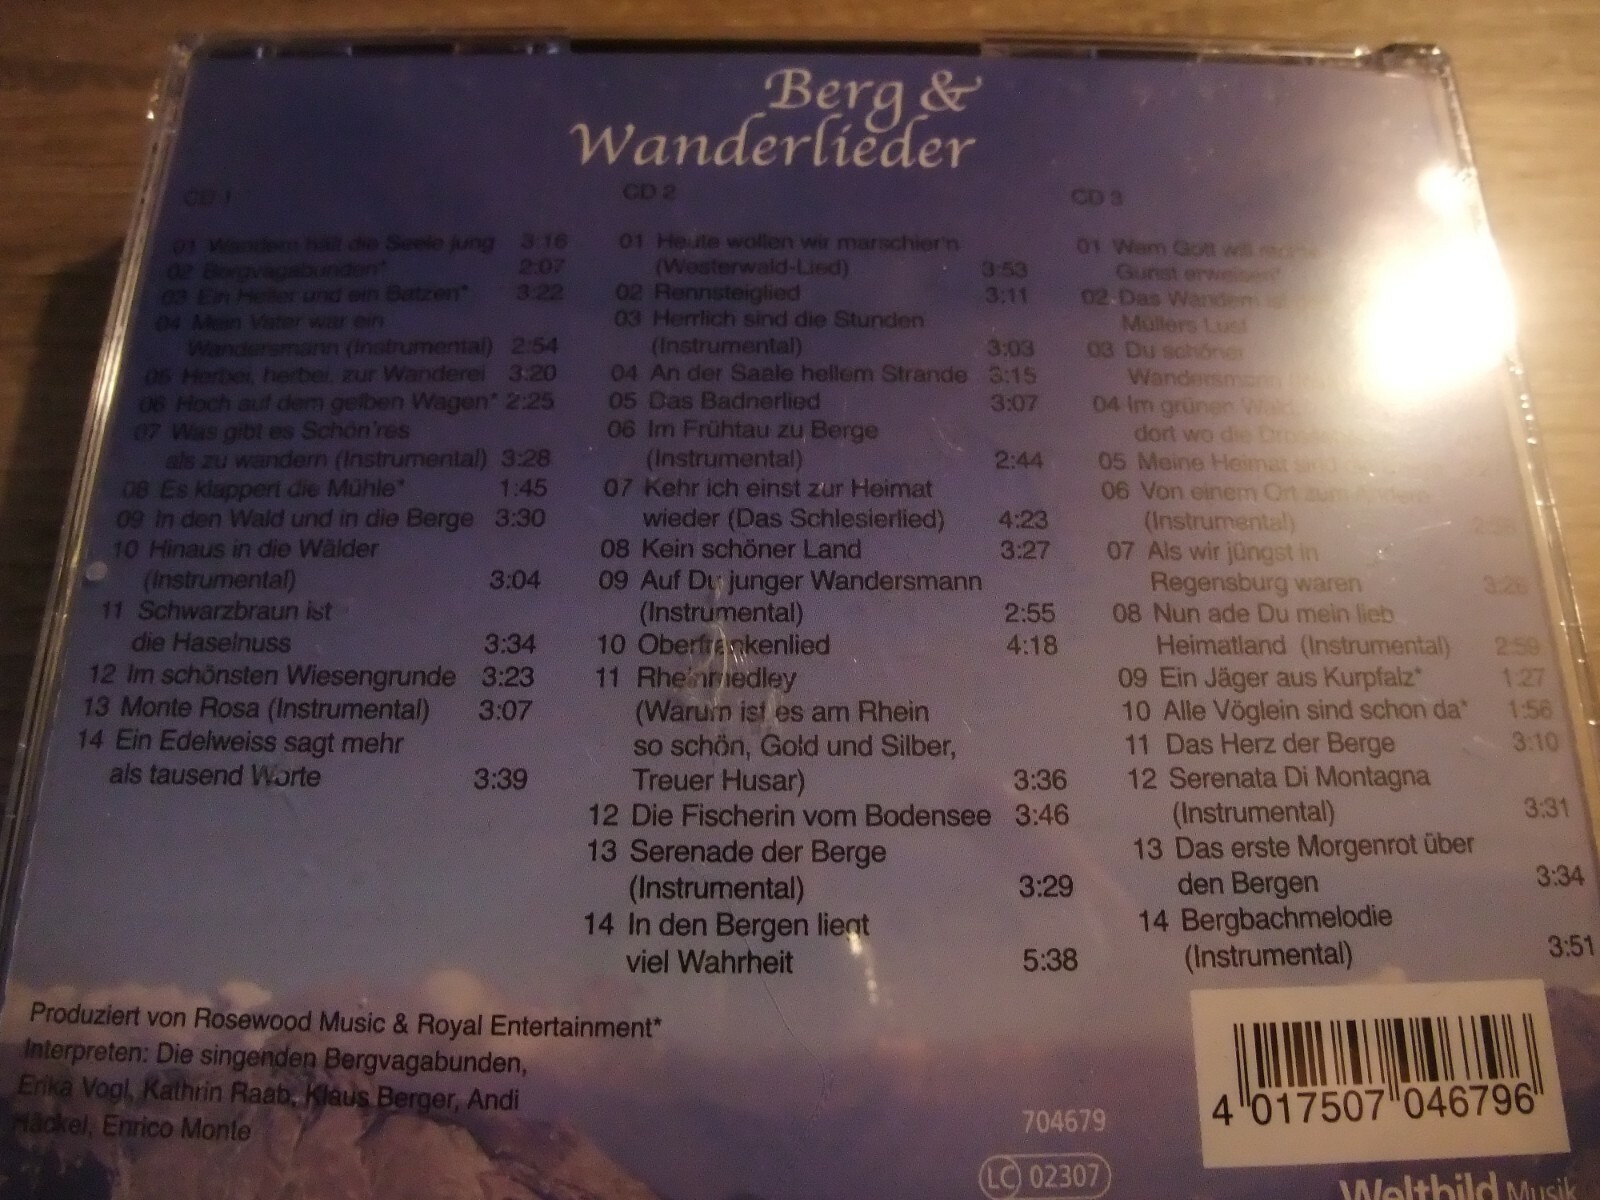 Berg &
Wanderlieder
CD 1
01 Wandern hält die Seele jung 3:16
02 Bergvagabunden* 2:07
03 Ein Heller und ein Batzen* 3:22
04 Mein Vater war ein
Wandersmann (Instrumental) 2:54
05 Herbei, herbei, zur Wanderei 3:20
06 Hoch auf dem gelben Wagen* 2:25
07 Was gibt es Schön'res
als zu wandern (Instrumental) 3:28
08 Es klappert die Mühle* 1:45
09 In den Wald und in die Berge 3:30
10 Hinaus in die Wälder
(Instrumental) 3:04
11 Schwarzbraun ist
die Haselnuss 3:34
12 Im schönsten Wiesengrunde 3:23
13 Monte Rosa (Instrumental) 3:07
14 Ein Edelweiss sagt mehr
als tausend Worte 3:39
CD 2
01 Heute wollen wir marschier'n
(Westerwald-Lied) 3:53
02 Rennsteiglied 3:11
03 Herrlich sind die Stunden
(Instrumental) 3:03
04 An der Saale hellem Strande 3:15
05 Das Badnerlied 3:07
06 Im Frühtau zu Berge
(Instrumental) 2:44
07 Kehr ich einst zur Heimat
wieder (Das Schlesierlied) 4:23
08 Kein schöner Land 3:27
09 Auf Du junger Wandersmann
(Instrumental) 2:55
10 Oberfrankenlied 4:18
11 Rheinmedley
(Warum ist es am Rhein
so schön, Gold und Silber,
Treuer Husar) 3:36
12 Die Fischerin vom Bodensee 3:46
13 Serenade der Berge
(Instrumental) 3:29
14 In den Bergen liegt
viel Wahrheit 5:38
CD 3
01 Wem Gott will
Gunst erweisen*
02 Das Wandern ist
Müllers Lust
03 Du schöner
Wandersmann
04 Im grünen Wald,
dort wo die
05 Meine Heimat sind
06 Von einem Ort zum Andern
(Instrumental)
07 Als wir jüngst in
Regensburg waren 3:26
08 Nun ade Du mein lieb
Heimatland (Instrumental) 2:59
09 Ein Jäger aus Kurpfalz* 1:27
10 Alle Vöglein sind schon da* 1:56
11 Das Herz der Berge 3:10
12 Serenata Di Montagna
(Instrumental) 3:31
13 Das erste Morgenrot über
den Bergen 3:34
14 Bergbachmelodie
(Instrumental) 3:51
Produziert von Rosewood Music & Royal Entertainment*
Interpreten: Die singenden Bergvagabunden,
Erika Vogl, Kathrin Raab, Klaus Berger, Andi
Häckel, Enrico Monte
704679
LC 02307
4 017507 046796
Weltbild Musik